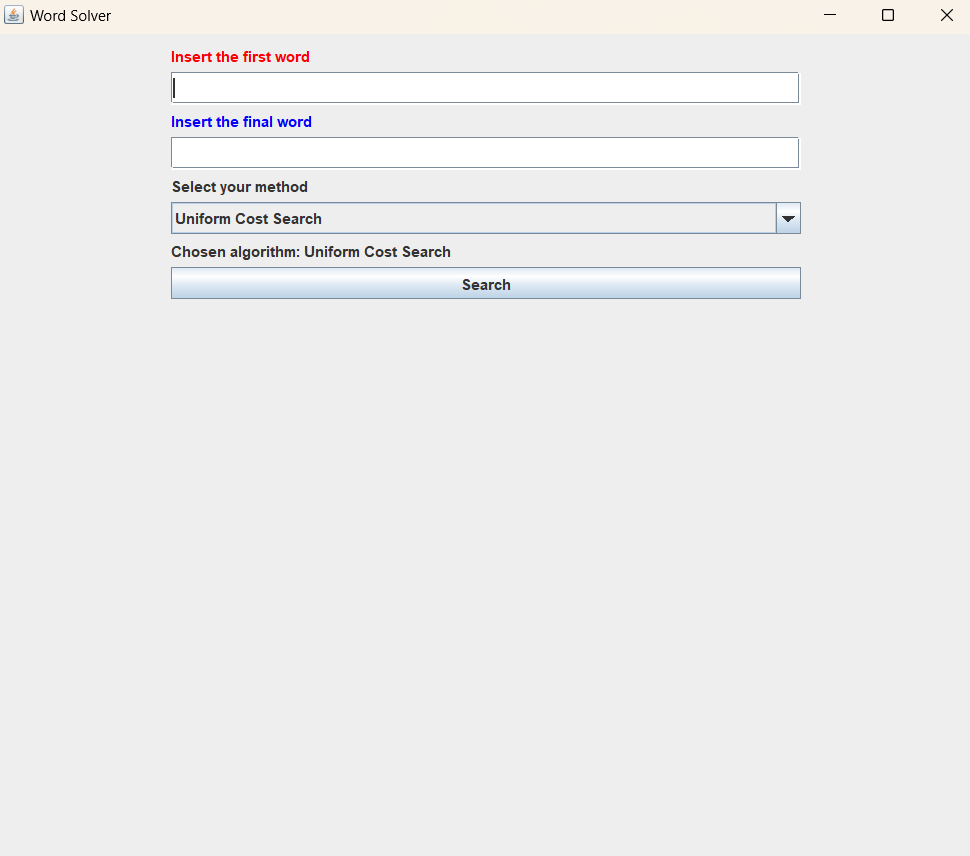 Word Solver
Insert the first word
Insert the final word
Select your method
Uniform Cost Search
Chosen algorithm: Uniform Cost Search
Search